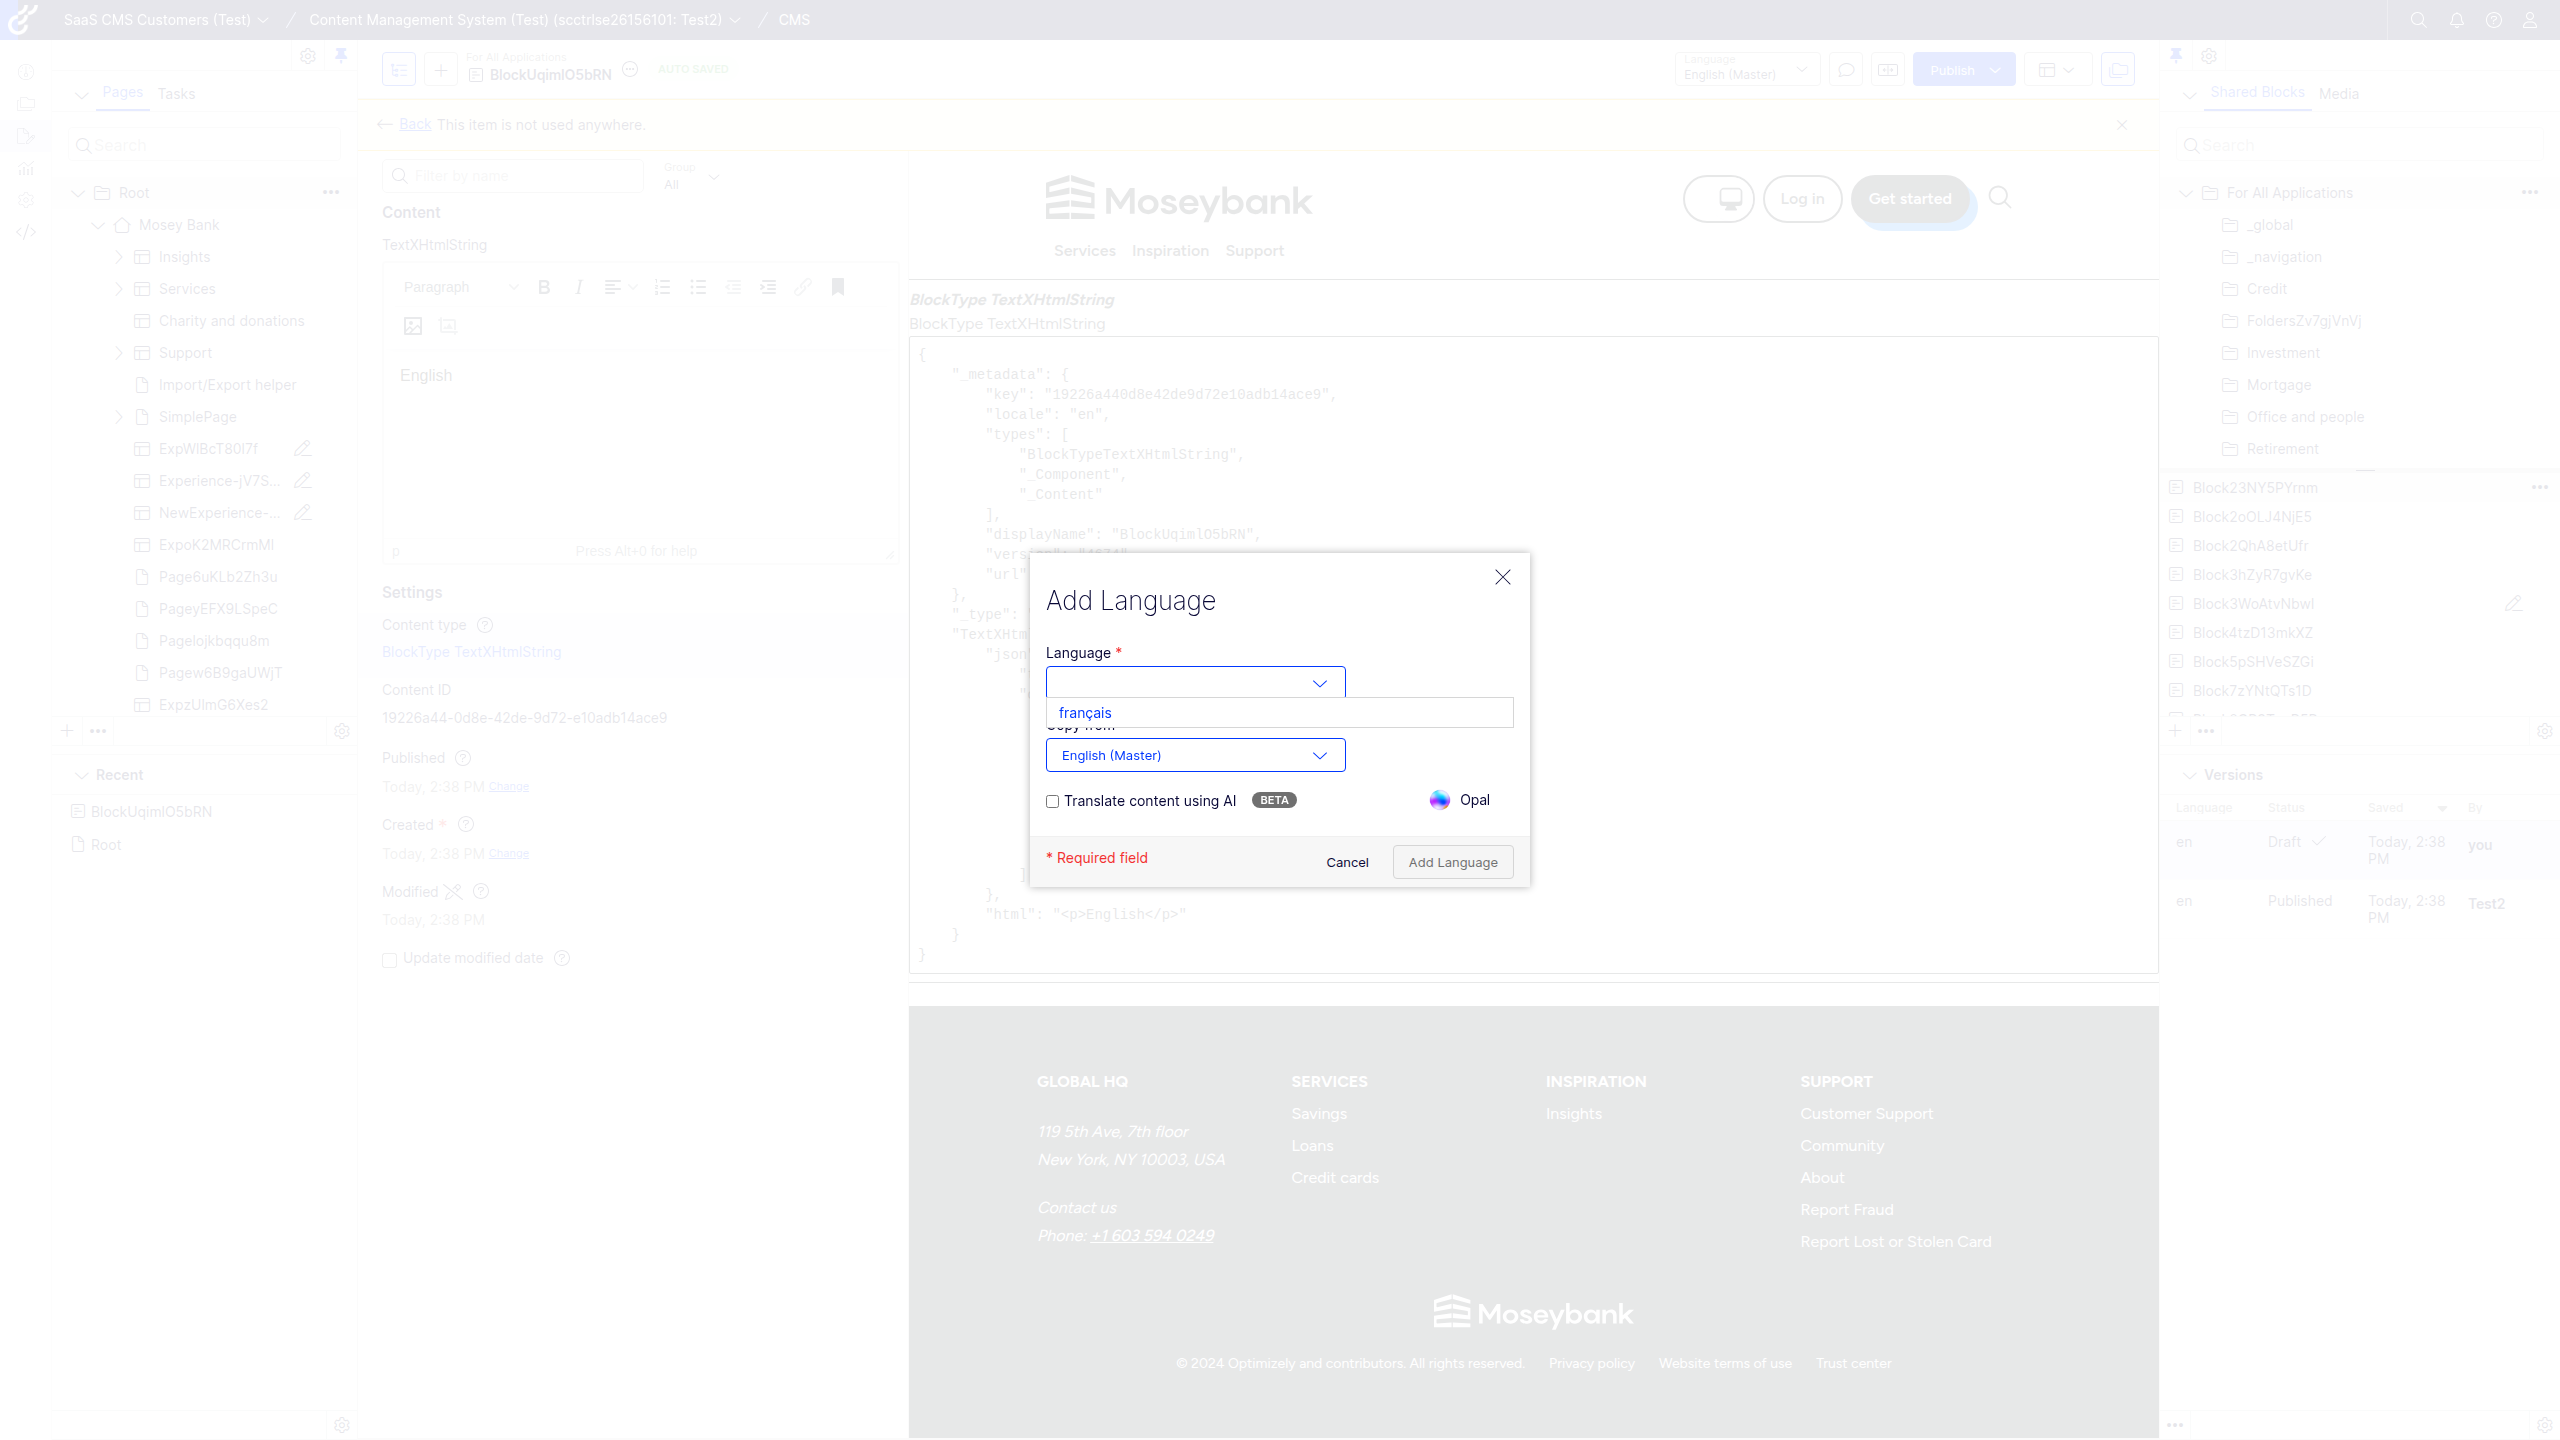 SaaS CMS Customers (Test) / Content Management System (Test) (scctrlse26156101: Test2) / CMS
Pages Tasks
Search
Root
Mosey Bank
Insights
Services
Charity and donations
Support
Import/Export helper
SimplePage
ExpWlBcT80I7f
Experience-jV7S...
NewExperience-...
ExpoK2MRCrmMl
Page6uKLb2Zh3u
PageyEFX9LSpeC
Pagelojkbqqu8m
Pagew6B9gaUWjT
ExpzUlmG6Xes2
Recent
BlockUqimlO5bRN
Root
For All Applications
BlockUqimlO5bRN
AUTO SAVED
Language
English (Master)
Publish
Back This item is not used anywhere.
Filter by name
Group
All
Content
TextXHtmlString
Paragraph
English
p
Press Alt+0 for help
Settings
Content type
BlockType TextXHtmlString
Content ID
19226a44-0d8e-42de-9d72-e10adb14ace9
Published
Today, 2:38 PM Change
Created *
Today, 2:38 PM Change
Modified
Today, 2:38 PM
Update modified date
Moseybank
Log in
Get started
Services Inspiration Support
BlockType TextXHtmlString
BlockType TextXHtmlString
{
"_metadata": {
"key": "19226a440d8e42de9d72e10adb14ace9",
"locale": "en",
"types": [
"BlockTypeTextXHtmlString",
"_Component",
"_Content"
],
"displayName": "BlockUqimlO5bRN",
"url"
},
"_type":
]
},
"html": "<p>English</p>"
}
}
Add Language
Language *
français
English (Master)
Translate content using AI BETA
Opal
* Required field
Cancel
Add Language
GLOBAL HQ
119 5th Ave, 7th floor
New York, NY 10003, USA
Contact us
Phone: +1 603 594 0249
SERVICES
Savings
Loans
Credit cards
INSPIRATION
Insights
SUPPORT
Customer Support
Community
About
Report Fraud
Report Lost or Stolen Card
Moseybank
© 2024 Optimizely and contributors. All rights reserved. Privacy policy Website terms of use Trust center
Shared Blocks Media
Search
For All Applications
_global
_navigation
Credit
FoldersZv7gjVnVj
Investment
Mortgage
Office and people
Retirement
Block23NY5PYrnm
Block2oOLJ4NjE5
Block2QhA8etUfr
Block3hZyR7gvKe
Block3WoAtvNbwl
Block4tzD13mkXZ
Block5pSHVeSZGi
Block7zYNtQTs1D
Versions
Language Status Saved By
en Draft Today, 2:38 PM you
en Published Today, 2:38 PM Test2